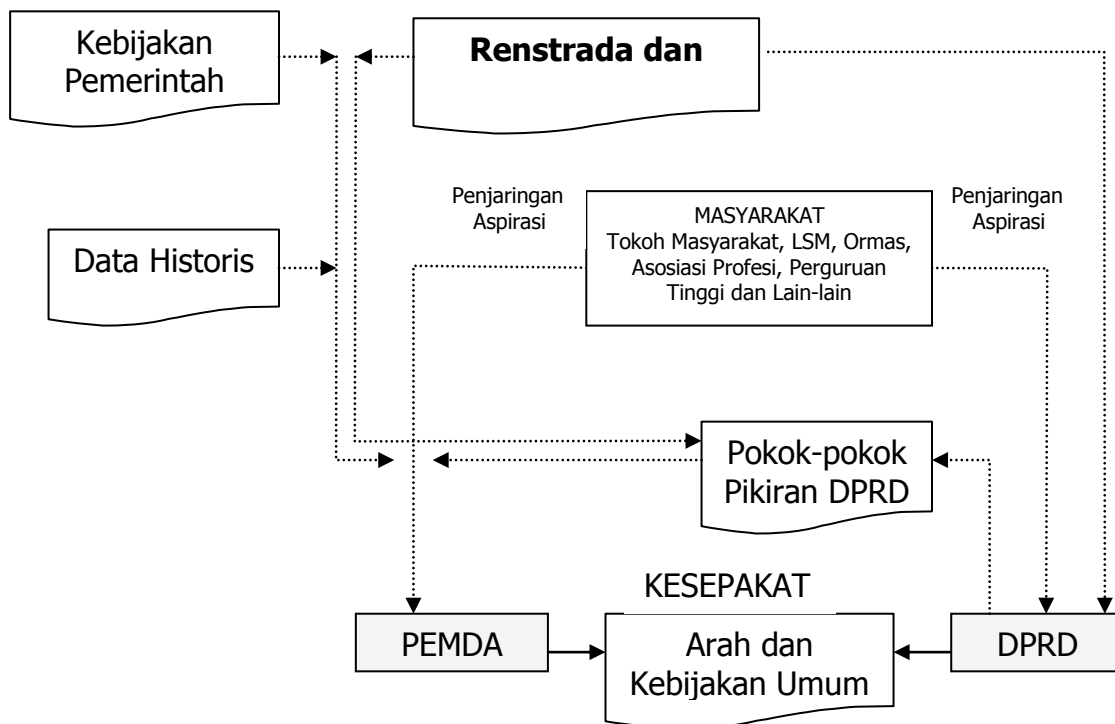 Kebijakan
Pemerintah
Renstrada dan
Data Historis
Penjaringan
Aspirasi
MASYARAKAT
Tokoh Masyarakat, LSM, Ormas,
Asosiasi Profesi, Perguruan
Tinggi dan Lain-lain
Penjaringan
Aspirasi
Pokok-pokok
Pikiran DPRD
KESEPAKAT
PEMDA
Arah dan
Kebijakan Umum
DPRD